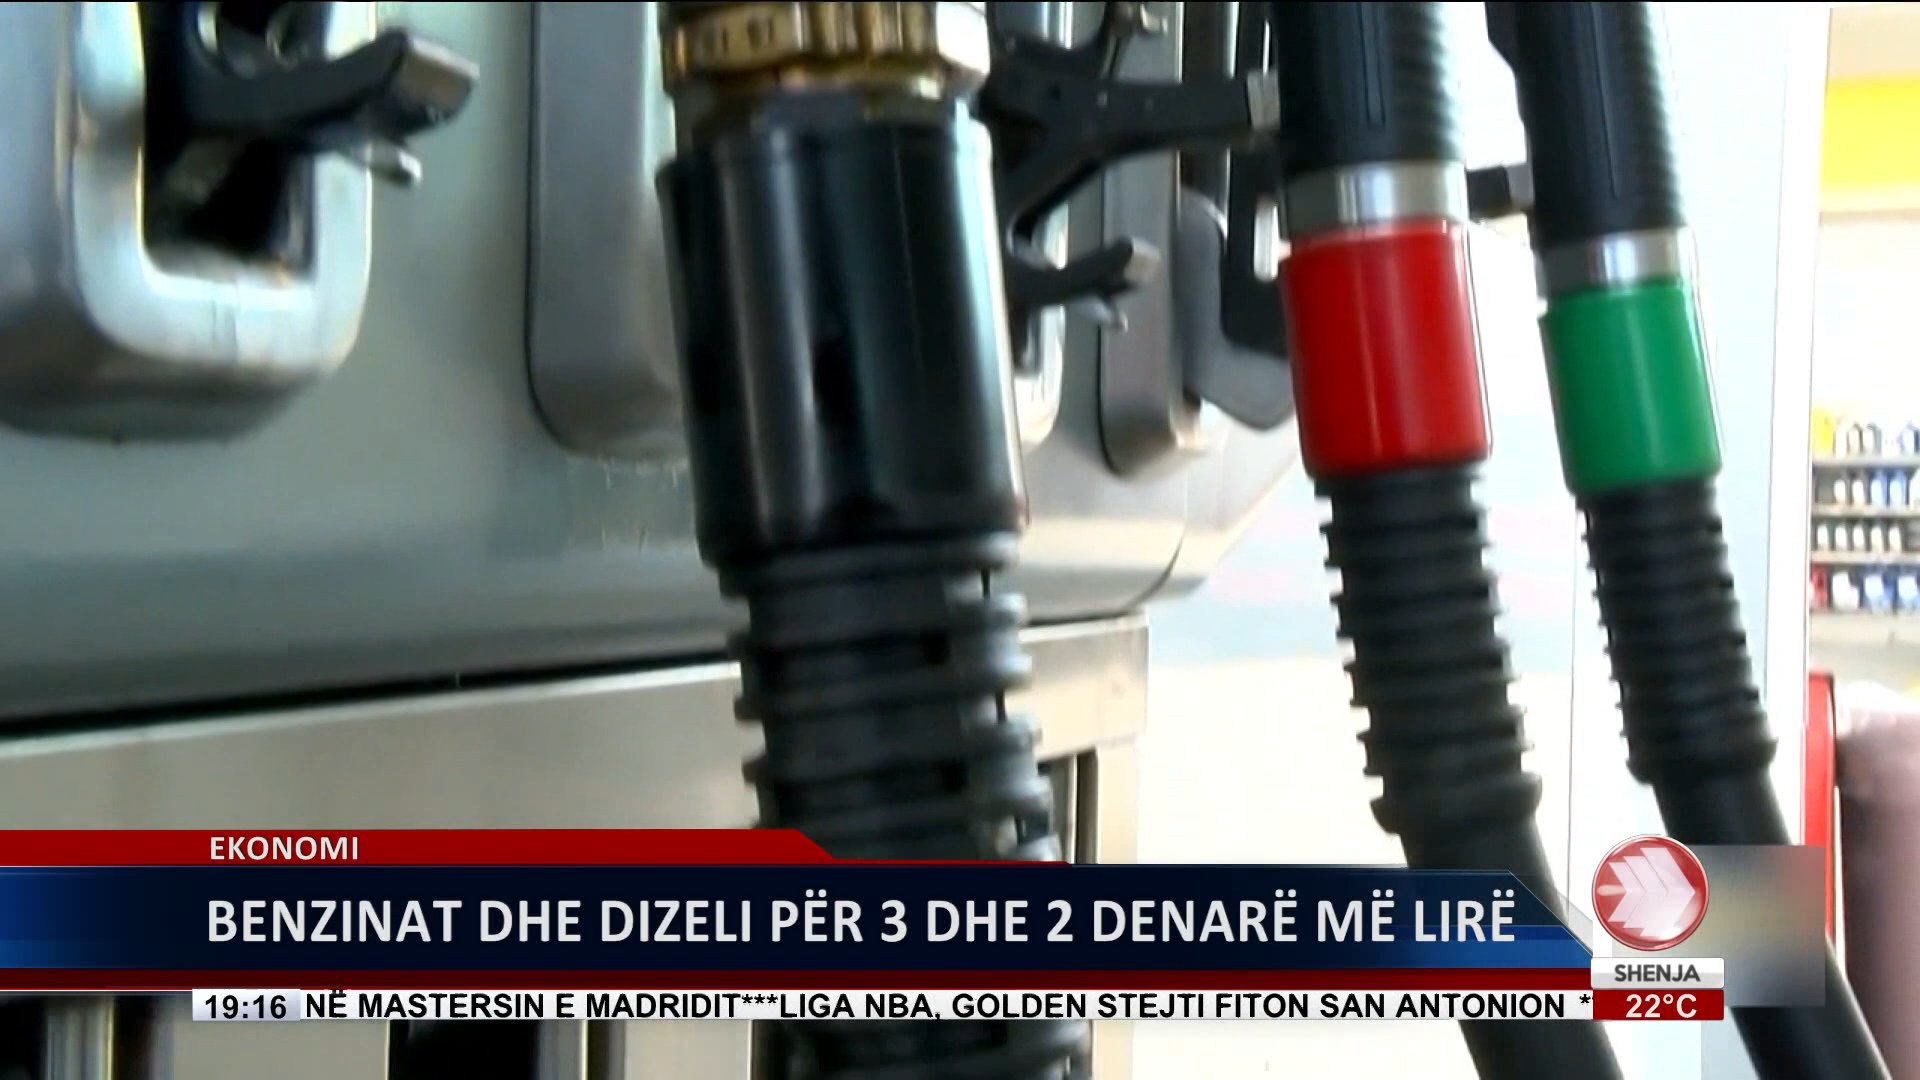 EKONOMI
BENZINAT DHE DIZELI PËR 3 DHE 2 DENARË MË LIRË
SHENJA
19:16 NË MASTERSIN E MADRIDIT***LIGA NBA, GOLDEN STEJTI FITON SAN ANTONION *
22°C